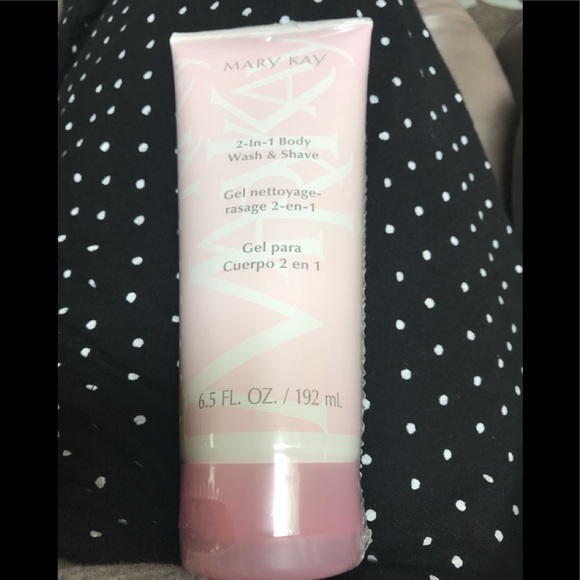 MARY KAY
2-In-1 Body
Wash & Shave
Gel nettoyage-
rasage 2-en-1
Gel para
Cuerpo 2 en 1
6.5 FL. OZ. / 192 mL